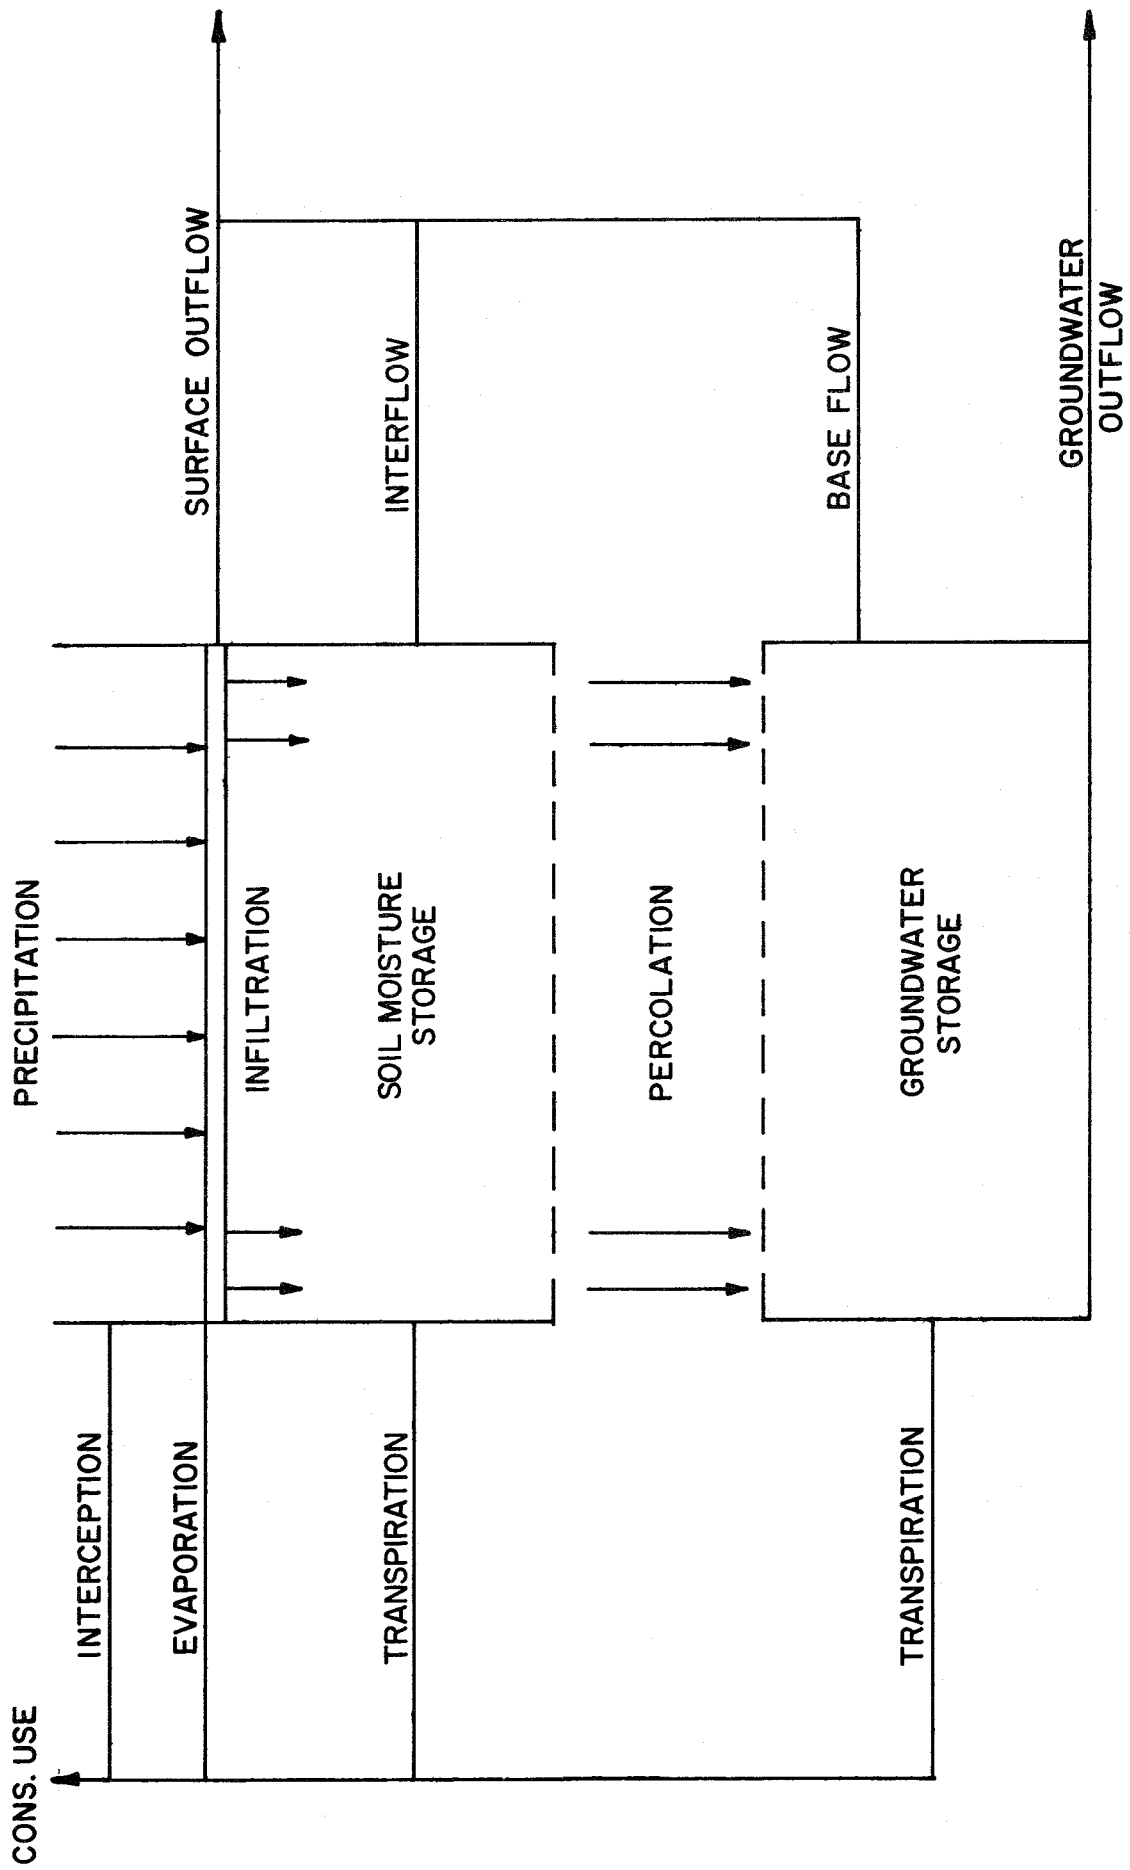 CONS. USE
INTERCEPTION
EVAPORATION
TRANSPIRATION
TRANSPIRATION
PRECIPITATION
INFILTRATION
SOIL MOISTURE
STORAGE
PERCOLATION
GROUNDWATER
STORAGE
SURFACE OUTFLOW
INTERFLOW
BASE FLOW
GROUNDWATER
OUTFLOW